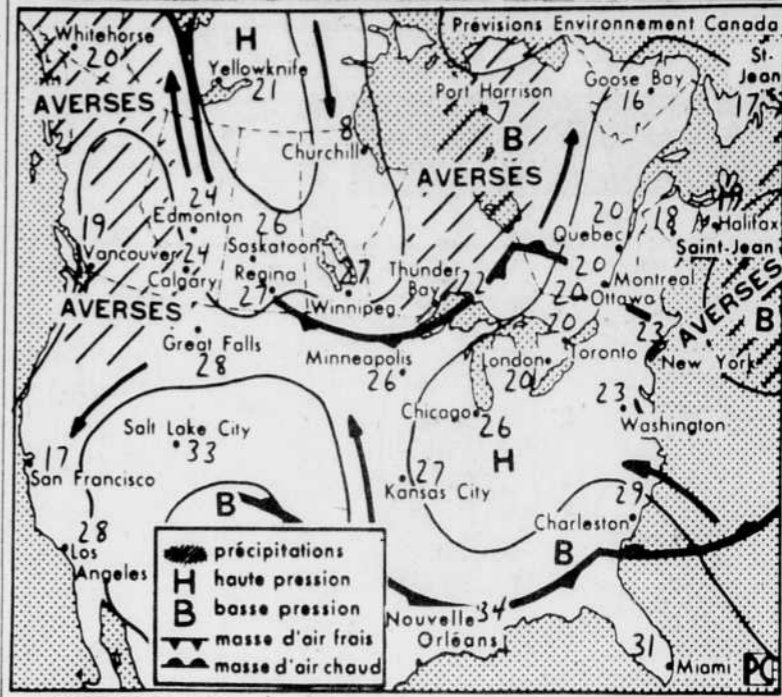 Prévisions Environnement Canada
Whitehorse
20
H
Yellowknife
21
AVERSES
Port Harrison
7
B
Goose Bay
16
St-
Jean
17
8
Churchill
AVERSES
24
Edmonton
26
Saskatoon
19
Vancouver
24
Calgary
Regina
27
27
Winnipeg
Thunder
Bay
22
20
Quebec
18
19
Halifax
Saint-Jean
20
Montreal
20
Ottawa
AVERSES
B
AVERSES
Great Falls
28
Minneapolis
26
20
Toronto
London
20
23
New York
Chicago
26
23
Washington
Salt Lake City
33
H
17
San Francisco
27
Kansas City
B
29
Charleston
B
28
Los
Angeles
précipitations
H haute pression
B basse pression
masse d'air frais
masse d'air chaud
Nouvelle
Orléans
34
31
Miami
PC